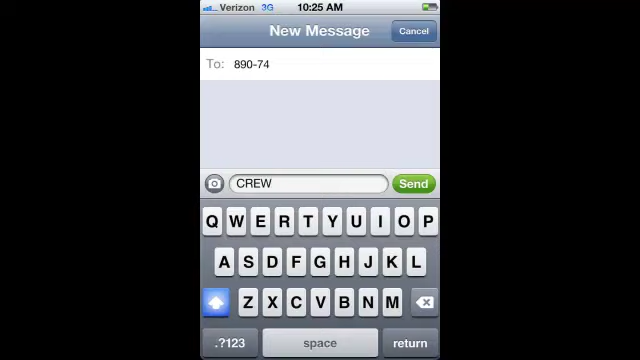 Verizon 3G 10:25 AM
New Message Cancel
To: 890-74
CREW Send
Q W E R T Y U I O P
A S D F G H J K L
Z X C V B N M
.?123 space return